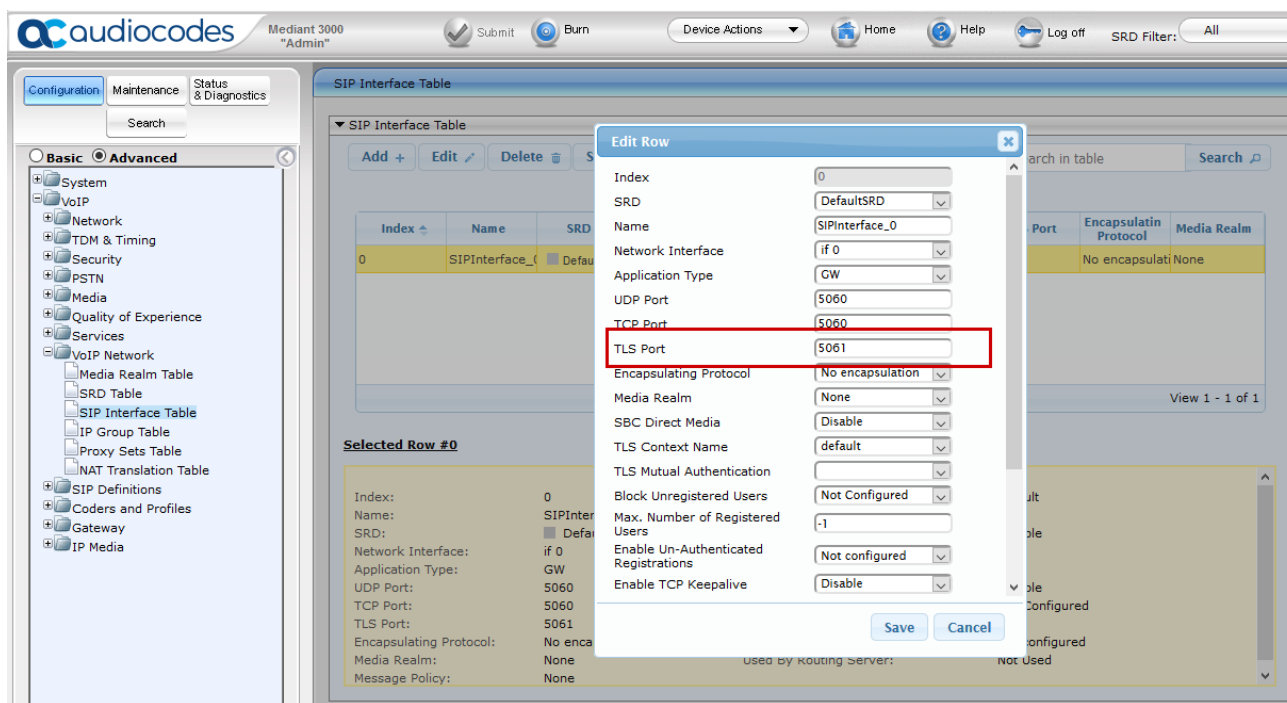 audiocodes
Mediant 3000
"Admin"
Submit
Burn
Device Actions
Home
Help
Log off
SRD Filter:
All
Configuration
Maintenance
Status
& Diagnostics
Search
Basic
Advanced
System
VoIP
Network
TDM & Timing
Security
PSTN
Media
Quality of Experience
Services
VoIP Network
Media Realm Table
SRD Table
SIP Interface Table
IP Group Table
Proxy Sets Table
NAT Translation Table
SIP Definitions
Coders and Profiles
Gateway
IP Media
SIP Interface Table
SIP Interface Table
Add +
Edit
Delete
S
arch in table
Search
Index
Name
SRD
Port
Encapsulatin
Protocol
Media Realm
0
SIPInterface_0
Defau
No encapsulati
None
View 1 - 1 of 1
Edit Row
Index 0
SRD DefaultSRD
Name SIPInterface_0
Network Interface if 0
Application Type GW
UDP Port 5060
TCP Port 5060
TLS Port 5061
Encapsulating Protocol No encapsulation
Media Realm None
SBC Direct Media Disable
TLS Context Name default
TLS Mutual Authentication
Block Unregistered Users Not Configured
Max. Number of Registered
Users -1
Enable Un-Authenticated
Registrations Not configured
Enable TCP Keepalive Disable
Save
Cancel
Selected Row #0
Index: 0
Name: SIPInter
SRD: Defau
Network Interface: if 0
Application Type: GW
UDP Port: 5060
TCP Port: 5060
TLS Port: 5061
Encapsulating Protocol: No enca
Media Realm: None
Message Policy: None
Used By Routing Server: Not Used